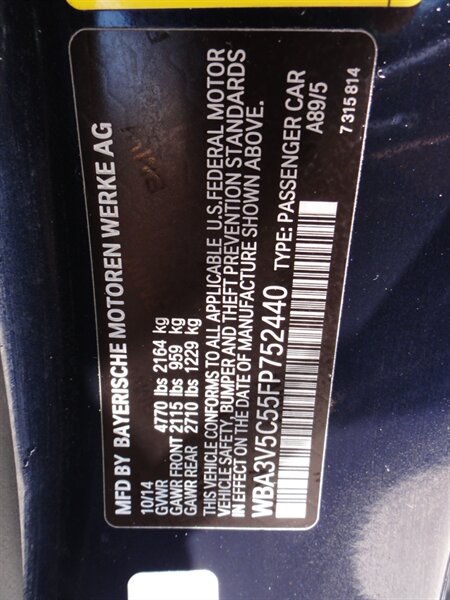 MFD BY BAYERISCHE MOTOREN WERKE AG
10/14
GVWR 4770 lbs 2164 kg
GAWR FRONT 2115 lbs 959 kg
GAWR REAR 2710 lbs 1229 kg
THIS VEHICLE CONFORMS TO ALL APPLICABLE U.S.FEDERAL MOTOR
VEHICLE SAFETY, BUMPER AND THEFT PREVENTION STANDARDS
IN EFFECT ON THE DATE OF MANUFACTURE SHOWN ABOVE.
WBA3V5C55FP752440 TYPE: PASSENGER CAR
A89/5
7 315 814